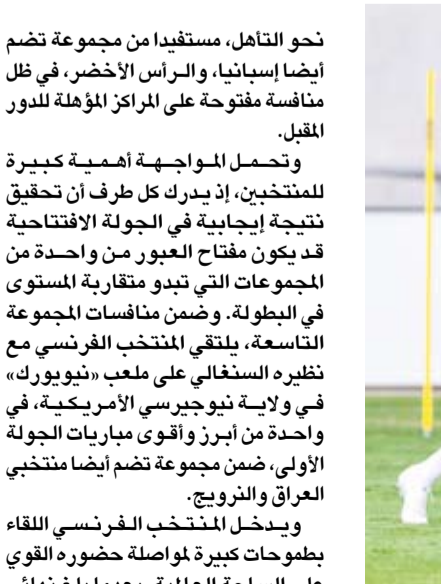 نحو التأهل، مستفيدا من مجموعة تضم
أيضا إسبانيا، والرأس الأخضر، في ظل
منافسة مفتوحة على المراكز المؤهلة للدور
المقبل.
وتحمل المواجهة أهمية كبيرة
للمنتخبين، إذ يدرك كل طرف أن تحقيق
نتيجة إيجابية في الجولة الافتتاحية
قد يكون مفتاح العبور من واحدة من
المجموعات التي تبدو متقاربة المستوى
في البطولة. وضمن منافسات المجموعة
التاسعة، يلتقي المنتخب الفرنسي مع
نظيره السنغالي على ملعب «نيويورك»
في ولاية نيوجيرسي الأمريكية، في
واحدة من أبرز وأقوى مباريات الجولة
الأولى، ضمن مجموعة تضم أيضا منتخبي
العراق والنرويج.
ويدخل المنتخب الفرنسي اللقاء
بطموحات كبيرة لمواصلة حضوره القوي